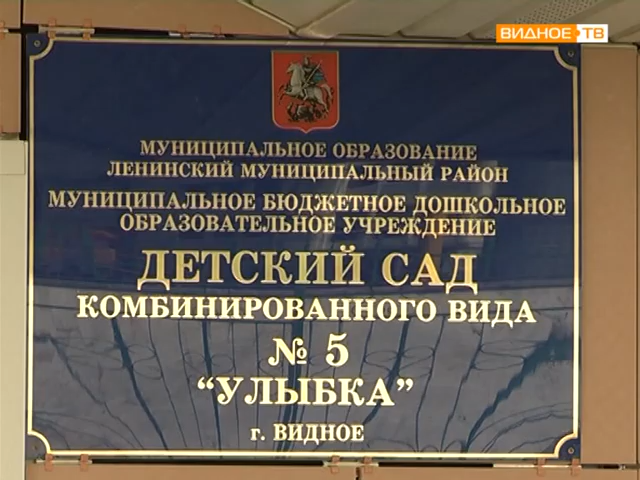 ВИДНОЕ ТВ
МУНИЦИПАЛЬНОЕ ОБРАЗОВАНИЕ
ЛЕНИНСКИЙ МУНИЦИПАЛЬНЫЙ РАЙОН
МУНИЦИПАЛЬНОЕ БЮДЖЕТНОЕ ДОШКОЛЬНОЕ
ОБРАЗОВАТЕЛЬНОЕ УЧРЕЖДЕНИЕ
ДЕТСКИЙ САД
КОМБИНИРОВАННОГО ВИДА
№ 5
“УЛЫБКА”
г. ВИДНОЕ